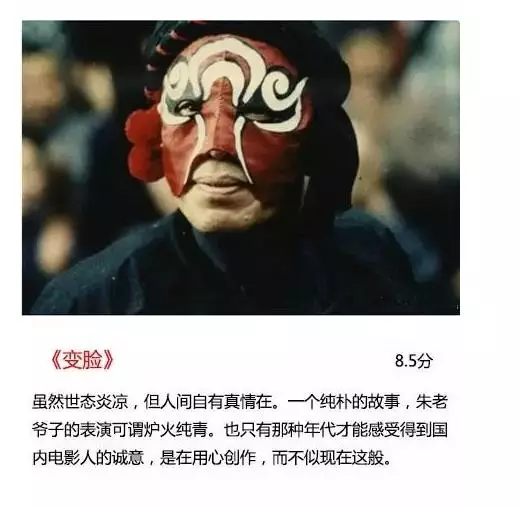 《变脸》
8.5分
虽然世态炎凉，但人间自有真情在。一个纯朴的故事，朱老
爷子的表演可谓炉火纯青。也只有那种年代才能感受得到国
内电影人的诚意，是在用心创作，而不似现在这般。